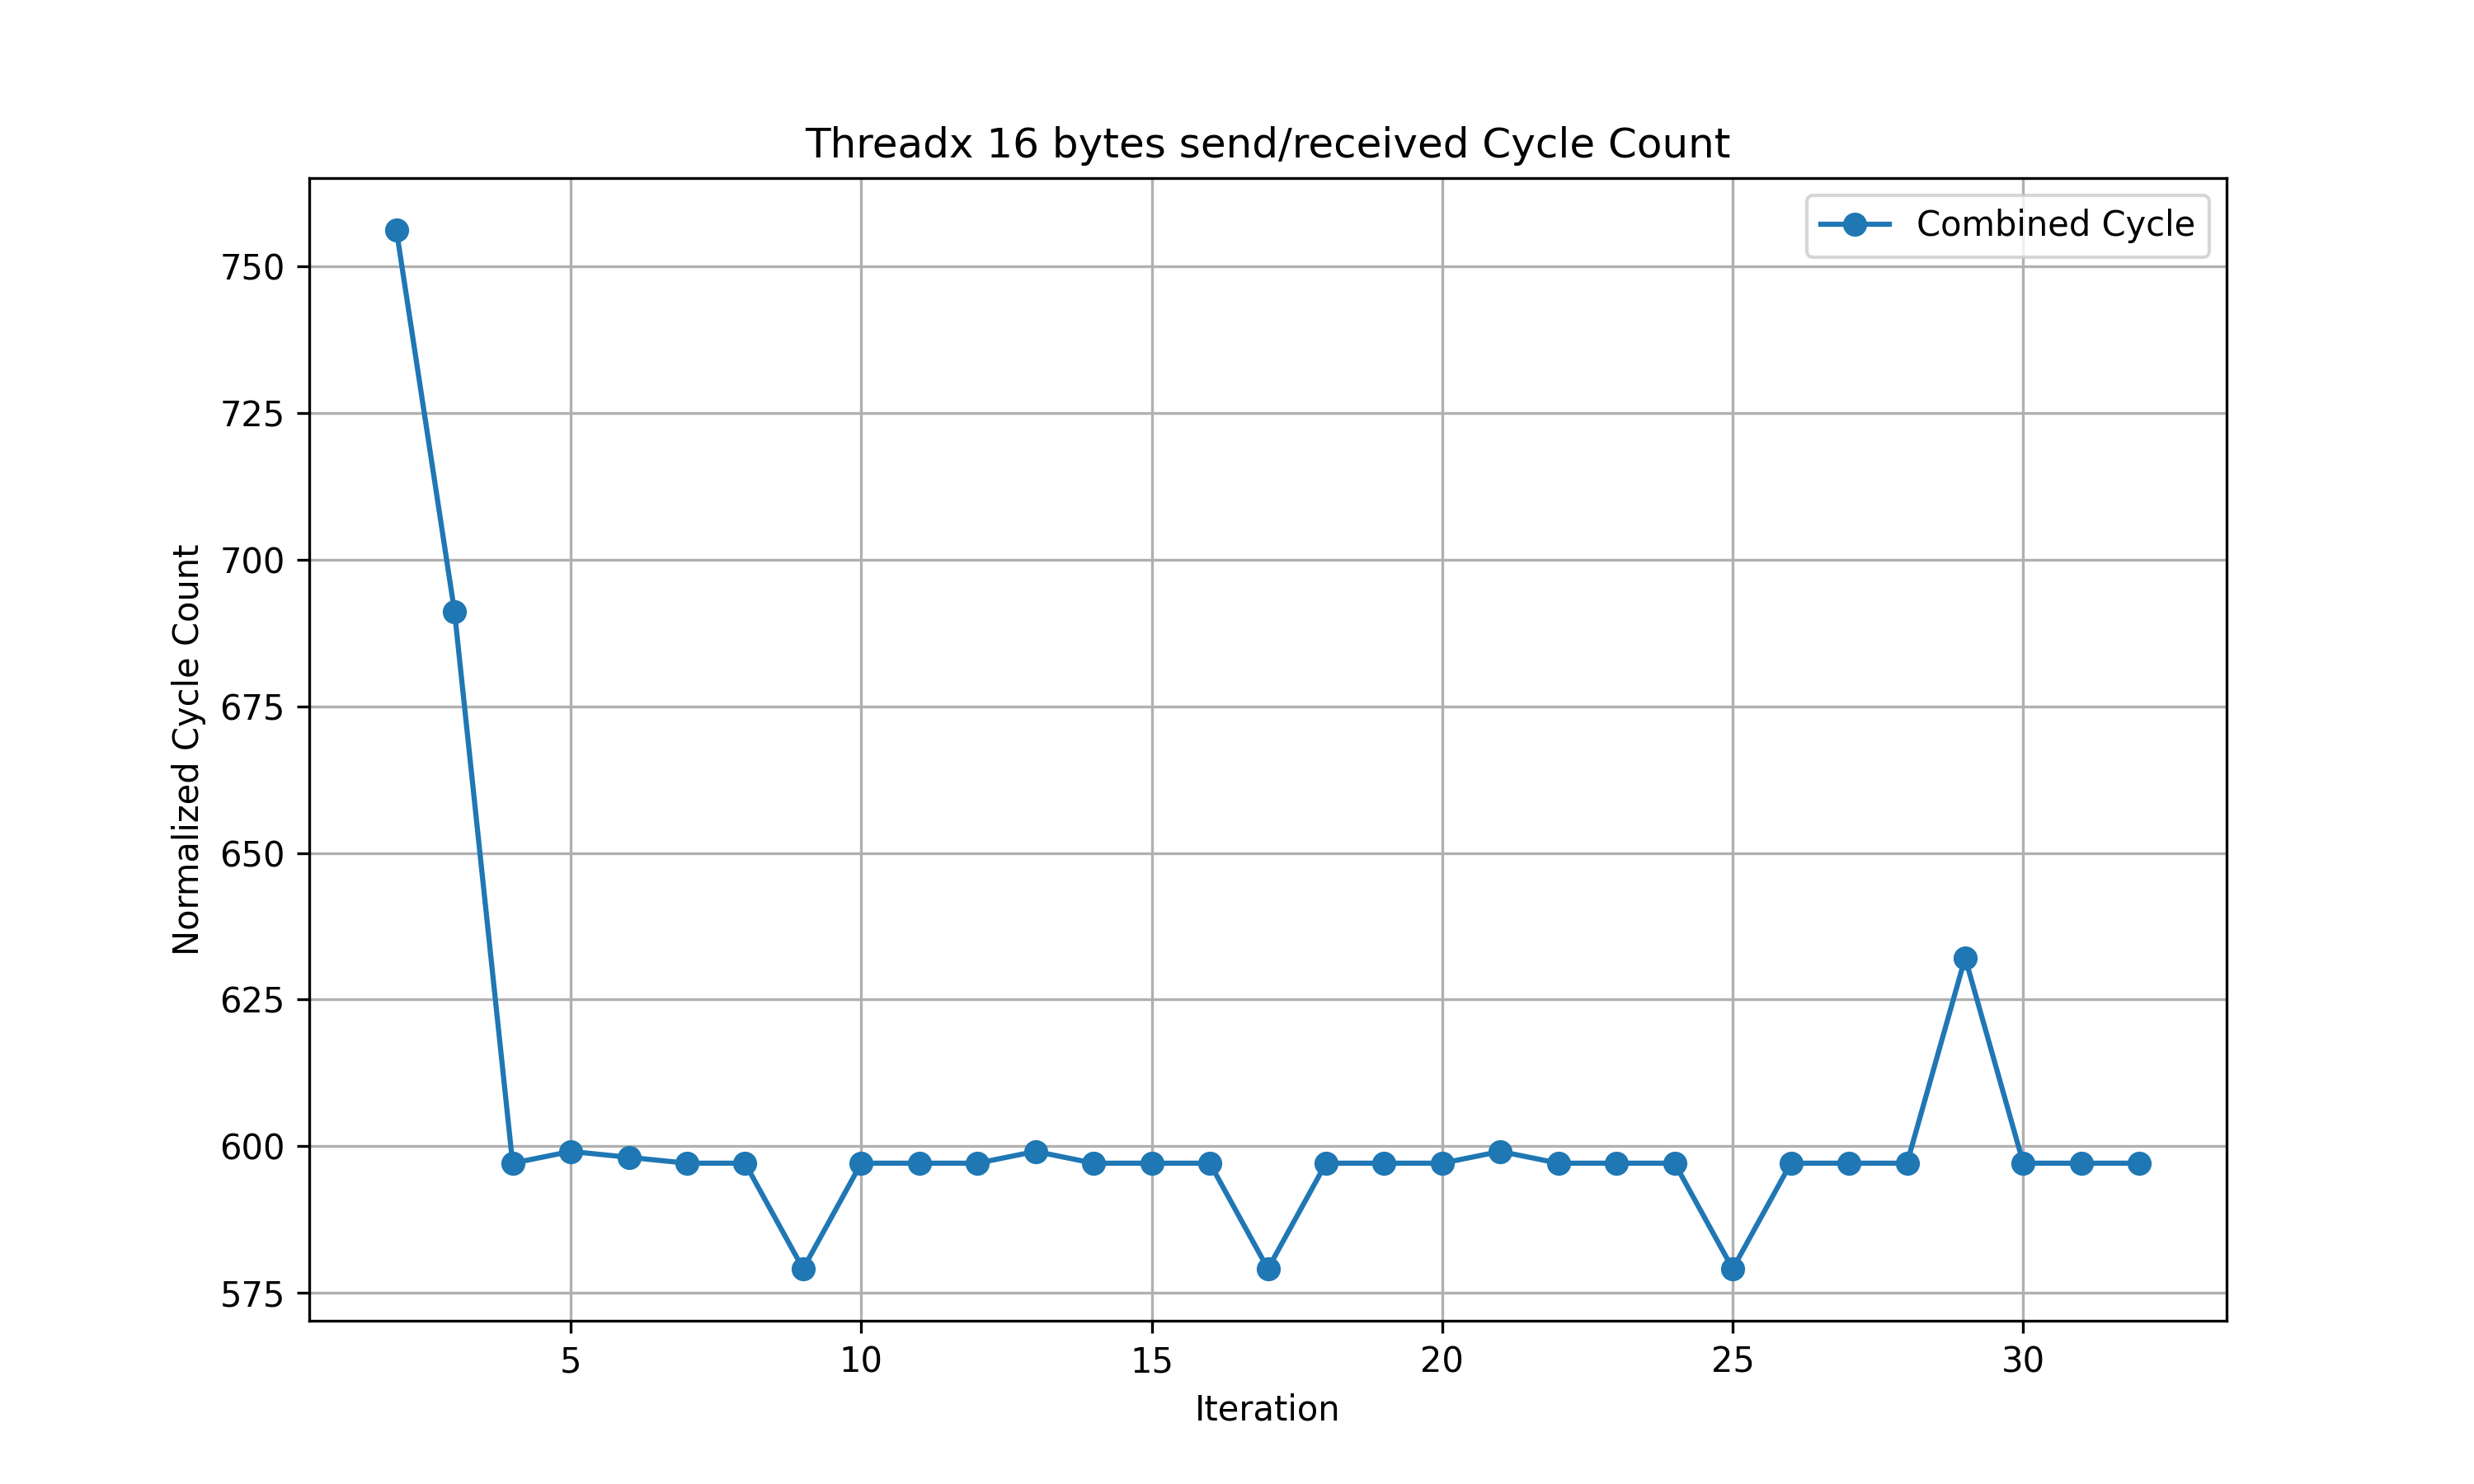 Threadx 16 bytes send/received Cycle Count
Combined Cycle
Normalized Cycle Count
750
725
700
675
650
625
600
575
5 10 15 20 25 30
Iteration